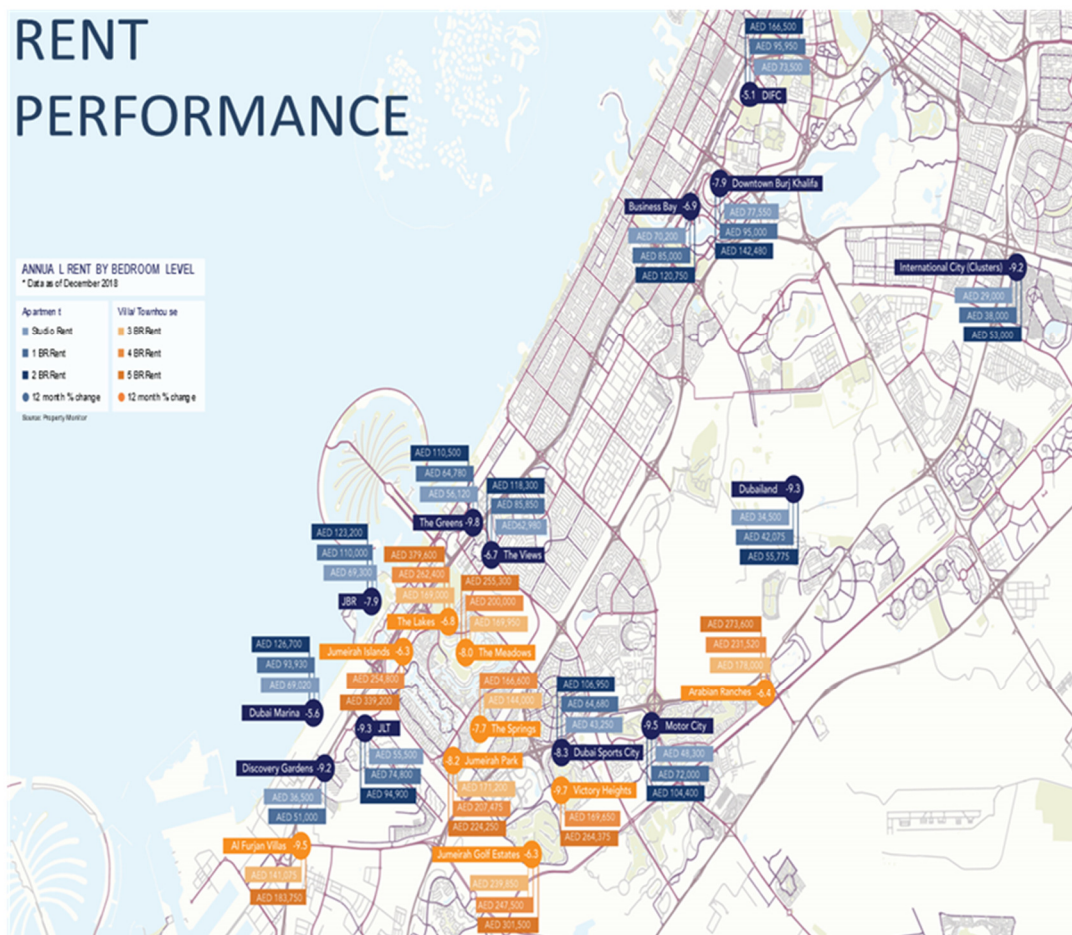 RENT
PERFORMANCE
ANNUAL RENT BY BEDROOM LEVEL
* Data as of December 2018
Apartment
Studio Rent
1 BR Rent
2 BR Rent
12 month % change
Villa/ Townhouse
3 BR Rent
4 BR Rent
5 BR Rent
12 month % change
Source: Property Monitor
AED 166,500
AED 95,950
AED 73,500
-5.1 DIFC
-7.9 Downtown Burj Khalifa
AED 77,550
AED 95,000
AED 142,480
Business Bay -6.9
AED 70,200
AED 85,000
AED 120,750
International City (Clusters) -9.2
AED 29,000
AED 38,000
AED 53,000
AED 110,500
AED 64,780
AED 56,120
The Greens -9.8
AED 118,300
AED 85,850
AED62,980
-6.7 The Views
Dubailand -9.3
AED 34,500
AED 42,075
AED 55,775
AED 123,200
AED 110,000
AED 69,300
JBR -7.9
AED 379,600
AED 262,400
AED 169,000
The Lakes -6.8
AED 255,300
AED 200,000
AED 169,950
-8.0 The Meadows
Jumeirah Islands -6.3
AED 254,800
AED 339,200
AED 273,600
AED 231,520
AED 178,000
Arabian Ranches -6.4
AED 126,700
AED 93,930
AED 69,020
Dubai Marina -5.6
AED 166,600
AED 144,000
-7.7 The Springs
AED 106,950
AED 64,680
AED 43,250
-8.3 Dubai Sports City
-9.5 Motor City
AED 48,300
AED 72,000
AED 104,400
-9.3 JLT
AED 55,500
AED 74,800
AED 94,900
Discovery Gardens -9.2
AED 36,500
AED 51,000
-8.2 Jumeirah Park
AED 171,200
AED 207,475
AED 224,250
-9.7 Victory Heights
AED 169,650
AED 264,375
Al Furjan Villas -9.5
AED 141,075
AED 183,750
Jumeirah Golf Estates -6.3
AED 239,850
AED 247,500
AED 301,500